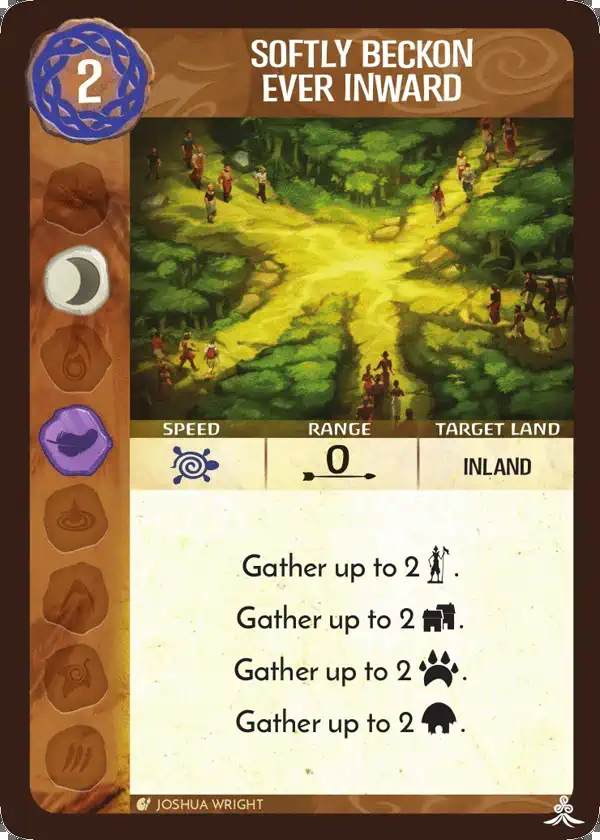 2
SOFTLY BECKON
EVER INWARD
SPEED RANGE TARGET LAND
0 INLAND
Gather up to 2 .
Gather up to 2 .
Gather up to 2 .
Gather up to 2 .
JOSHUA WRIGHT